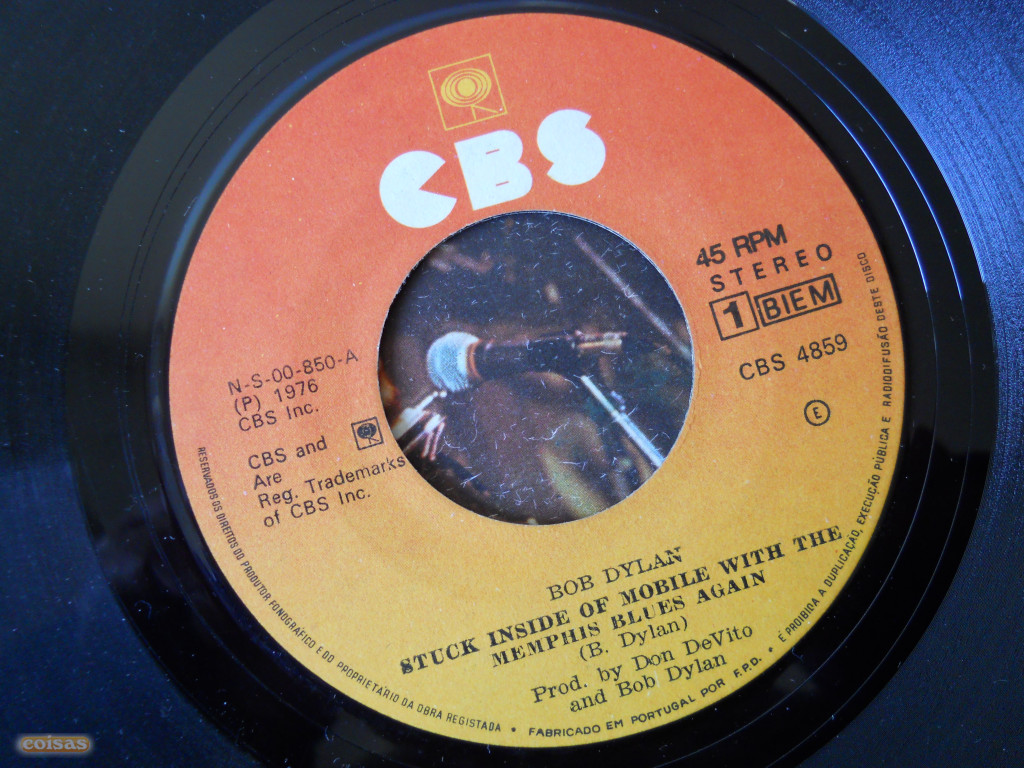 CBS
45 RPM
STEREO
1 BIEM
CBS 4859
E
N-S-00-850-A
(P) 1976
CBS Inc.
CBS and
Are
Reg. Trademarks
of CBS Inc.
BOB DYLAN
STUCK INSIDE OF MOBILE WITH THE
MEMPHIS BLUES AGAIN
(B. Dylan)
Prod. by Don DeVito
and Bob Dylan
RESERVADOS OS DIREITOS DO PRODUTOR FONOGRÁFICO E DO PROPRIETÁRIO DA OBRA REGISTADA * FABRICADO EM PORTUGAL POR F.P.D. * É PROIBIDA A DUPLICAÇÃO, EXECUÇÃO PÚBLICA E RADIODIFUSÃO DESTE DISCO
coisas